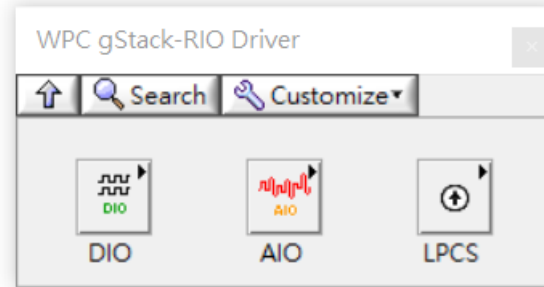 WPC gStack-RIO Driver
Search Customize
DIO AIO
DIO AIO LPCS